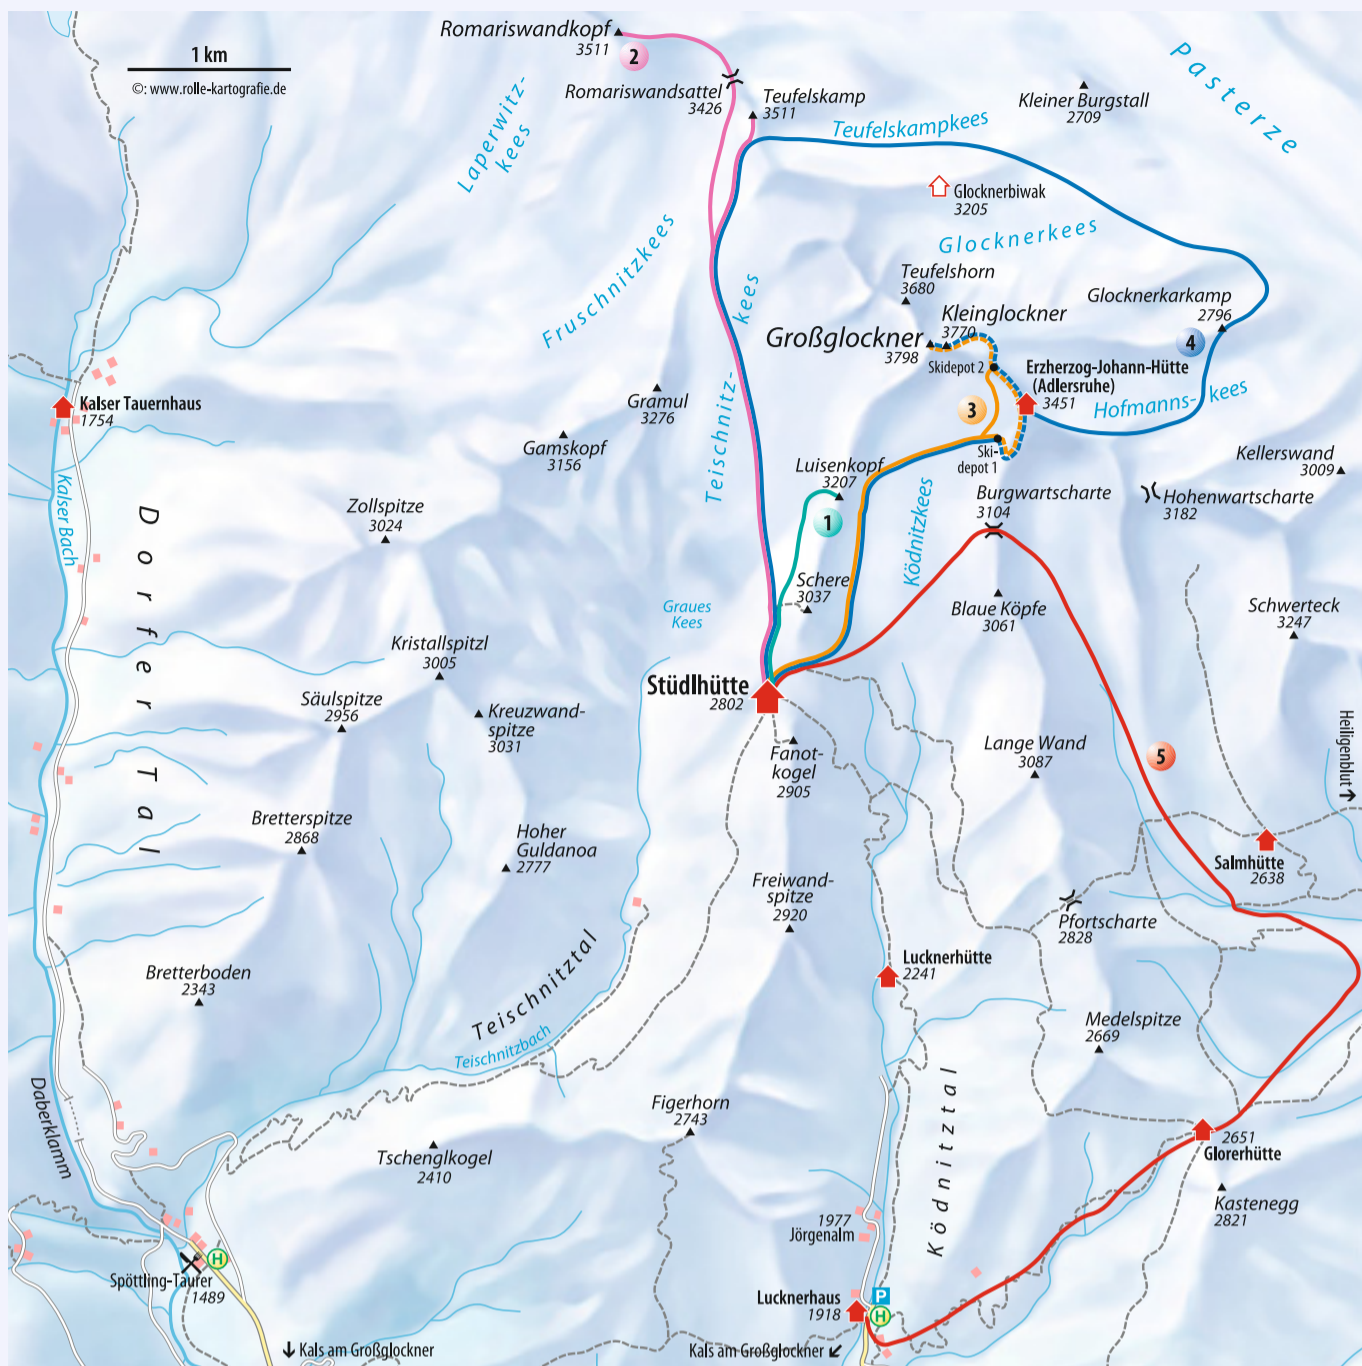 Romariswandkopf
3511
2
1 km
©: www.rolle-kartografie.de
Romariswandsattel
3426
Teufelskamp
3511
Kleiner Burgstall
2709
Pasterze
Laperwitz-
kees
Teufelskampkees
Glocknerbiwak
3205
Glocknerkees
Fruschnitzkees
Teufelshorn
3680
Kleinglockner
3770
Großglockner
3798
Glocknerkarkamp
2796
4
Skidepot 2
Erzherzog-Johann-Hütte
(Adlersruhe)
3451
Hofmanns-
kees
3
Ski-
depot 1
Teischnitz-
kees
Kalser Tauernhaus
1754
Gramul
3276
Gamskopf
3156
Luisenkopf
3207
1
Kellerswand
3009
Burgwartscharte
3104
Hohenwartscharte
3182
Ködnitzkees
Kalser Bach
Dorfer Tal
Zollspitze
3024
Schere
3037
Blaue Köpfe
3061
Schwerteck
3247
Graues
Kees
Kristallspitzl
3005
Stüdlhütte
2802
Säulspitze
2956
Kreuzwand-
spitze
3031
Fanot-
kogel
2905
Lange Wand
3087
5
Heiligenblut →
Bretterspitze
2868
Hoher
Guldanoa
2777
Salmhütte
2638
Freiwand-
spitze
2920
Pfortscharte
2828
Bretterboden
2343
Teischnitztal
Teischnitzbach
Lucknerhütte
2241
Medelspitze
2669
Daberklamm
Figerhorn
2743
Ködnitztal
2651
Glorerhütte
Tschenglkogel
2410
Kastenegg
2821
1977
Jörgenalm
H
Spöttling-Taurer
1489
P
Lucknerhaus
1918
H
↓ Kals am Großglockner
Kals am Großglockner ↙